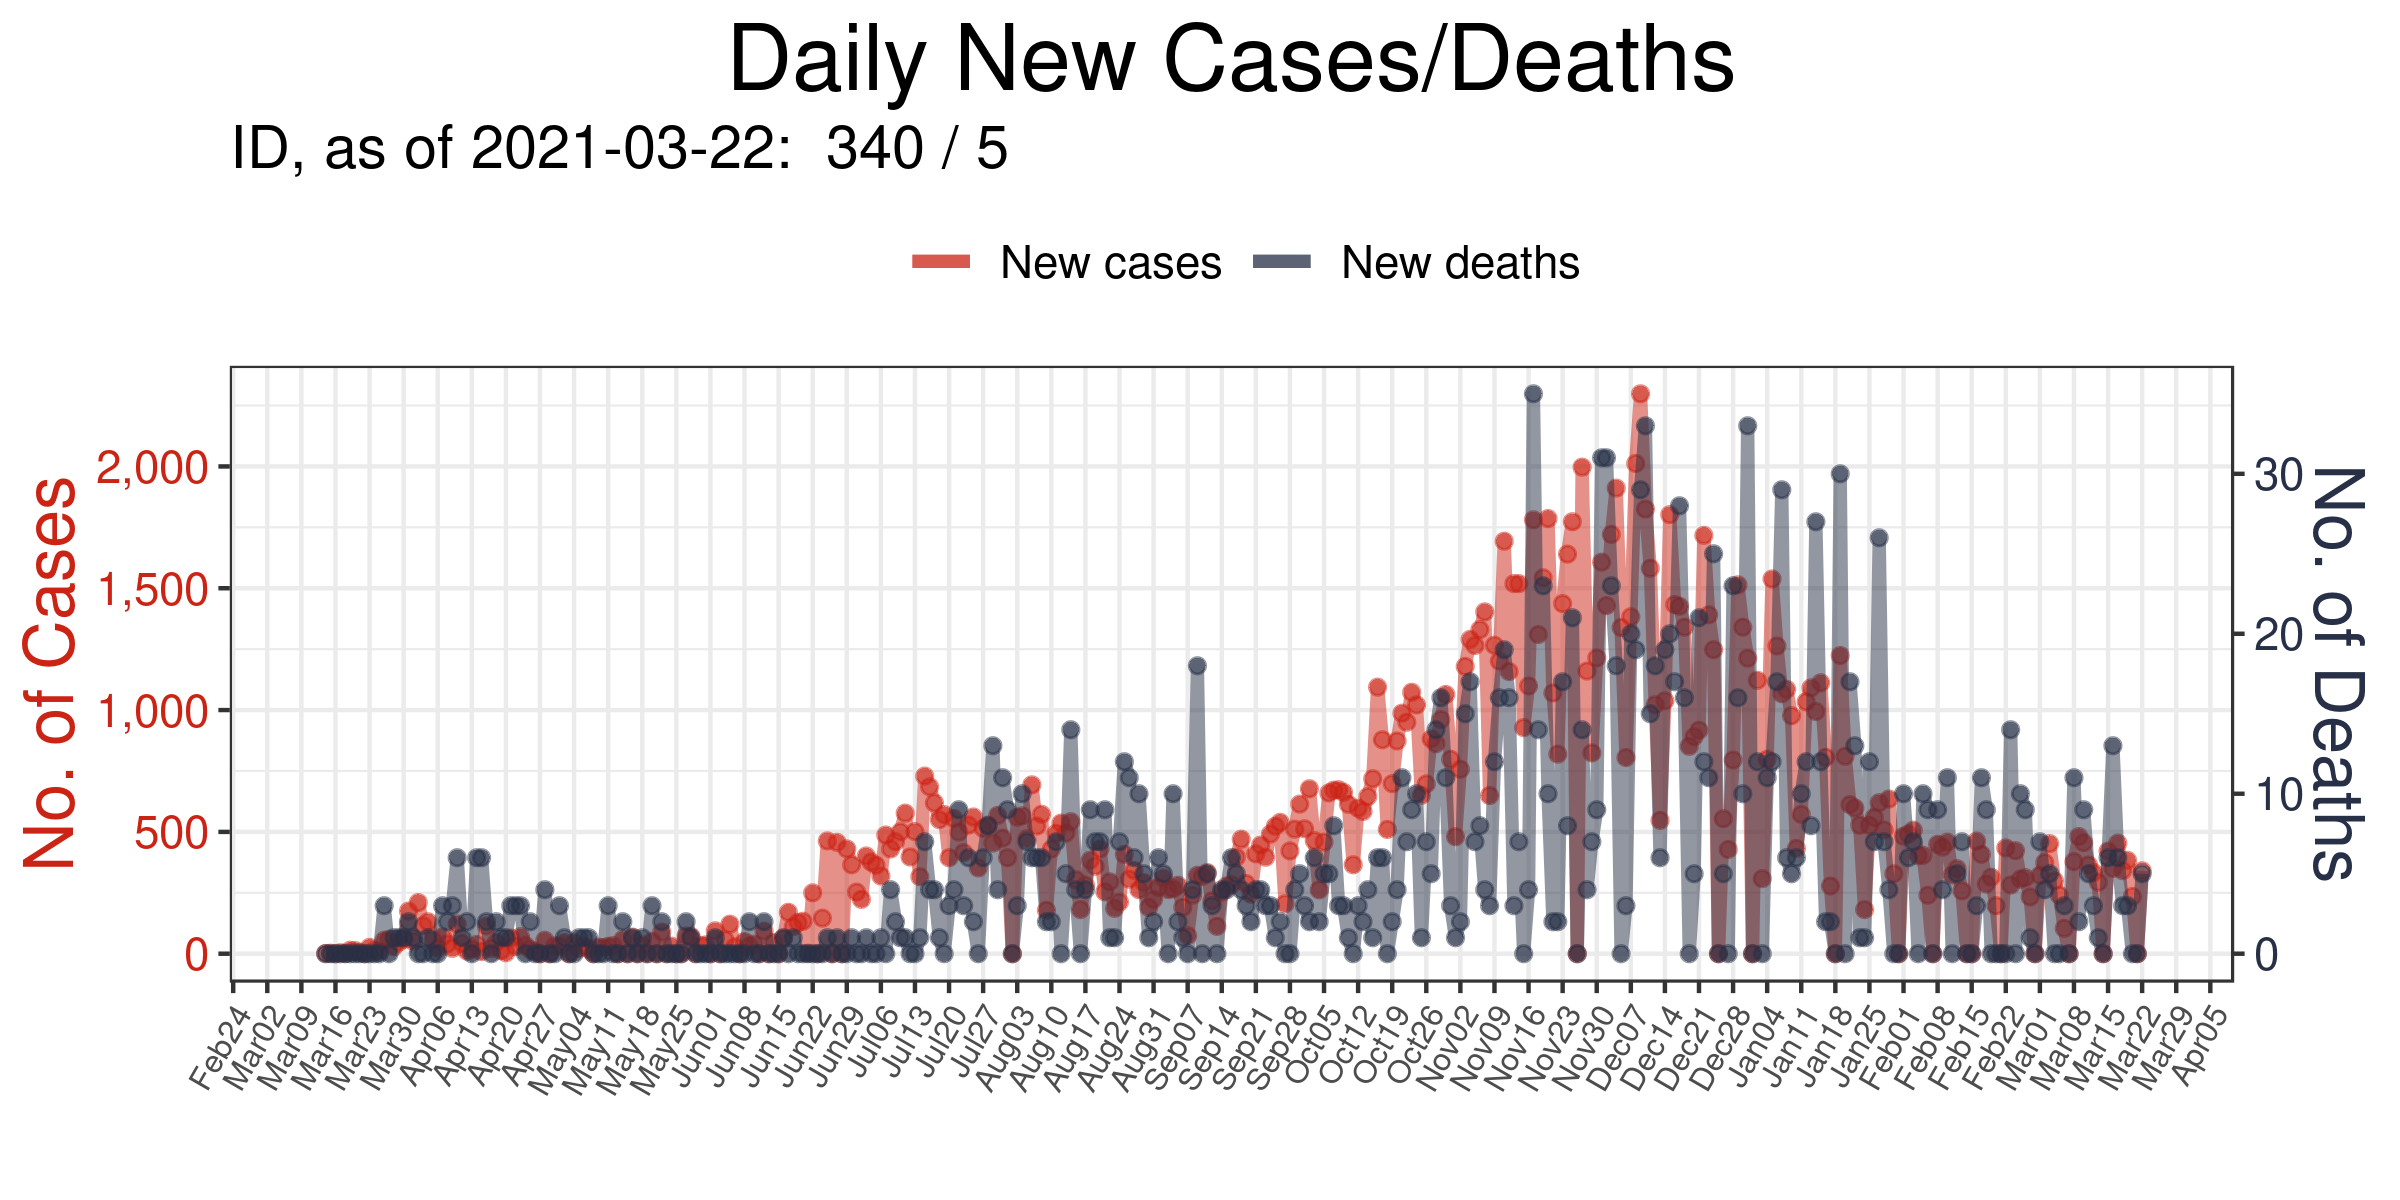 Daily New Cases/Deaths
ID, as of 2021-03-22:  340 / 5
New cases New deaths
No. of Cases
2,000
1,500
1,000
500
0
30
20
10
0
No. of Deaths
Feb24 Mar02 Mar09 Mar16 Mar23 Mar30 Apr06 Apr13 Apr20 Apr27 May04 May11 May18 May25 Jun01 Jun08 Jun15 Jun22 Jun29 Jul06 Jul13 Jul20 Jul27 Aug03 Aug10 Aug17 Aug24 Aug31 Sep07 Sep14 Sep21 Sep28 Oct05 Oct12 Oct19 Oct26 Nov02 Nov09 Nov16 Nov23 Nov30 Dec07 Dec14 Dec21 Dec28 Jan04 Jan11 Jan18 Jan25 Feb01 Feb08 Feb15 Feb22 Mar01 Mar08 Mar15 Mar22 Mar29 Apr05